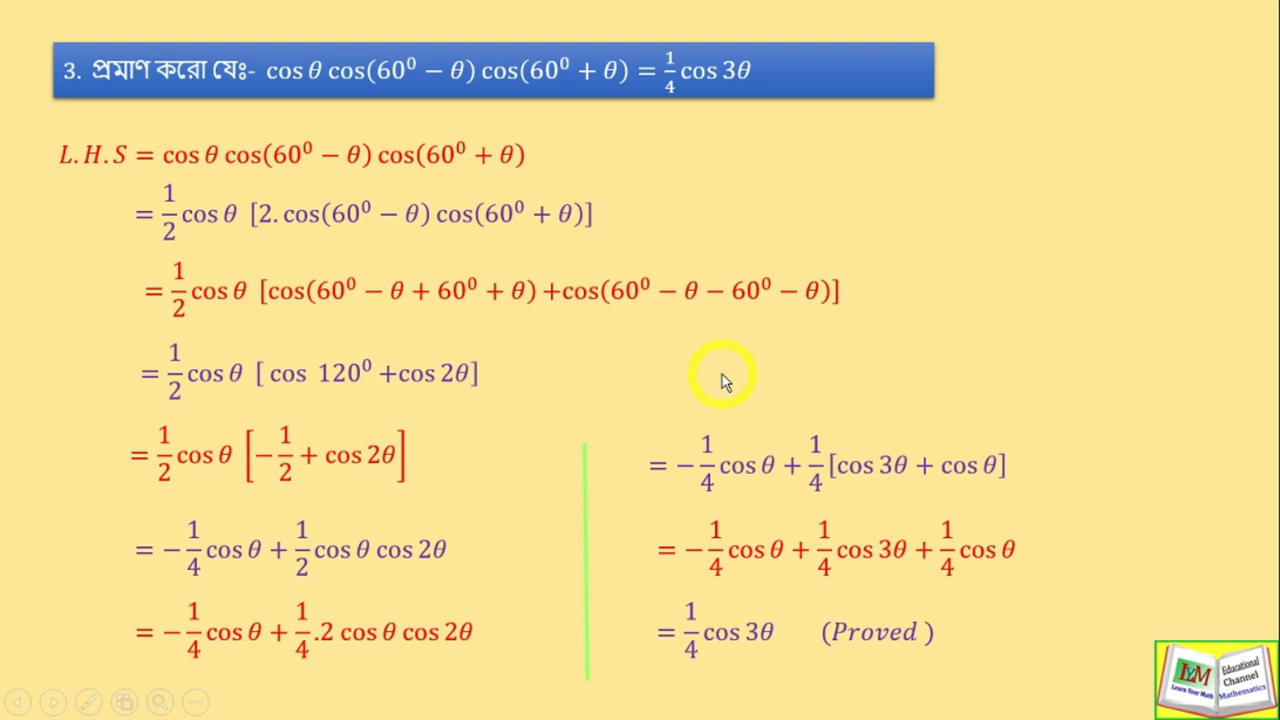 3. প্রমাণ করো যেঃ- cos θ cos(60⁰ − θ) cos(60⁰ + θ) = 1/4 cos 3θ
L.H.S = cos θ cos(60⁰ − θ) cos(60⁰ + θ)
= 1/2 cos θ [2. cos(60⁰ − θ) cos(60⁰ + θ)]
= 1/2 cos θ [cos(60⁰ − θ + 60⁰ + θ) +cos(60⁰ − θ − 60⁰ − θ)]
= 1/2 cos θ [ cos 120⁰ +cos 2θ]
= 1/2 cos θ [−1/2 + cos 2θ]
= −1/4 cos θ + 1/2 cos θ cos 2θ
= −1/4 cos θ + 1/4 .2 cos θ cos 2θ
= −1/4 cos θ + 1/4 [cos 3θ + cos θ]
= −1/4 cos θ + 1/4 cos 3θ + 1/4 cos θ
= 1/4 cos 3θ (Proved )
LYM
Learn Your Math
Educational
Channel
Mathematics